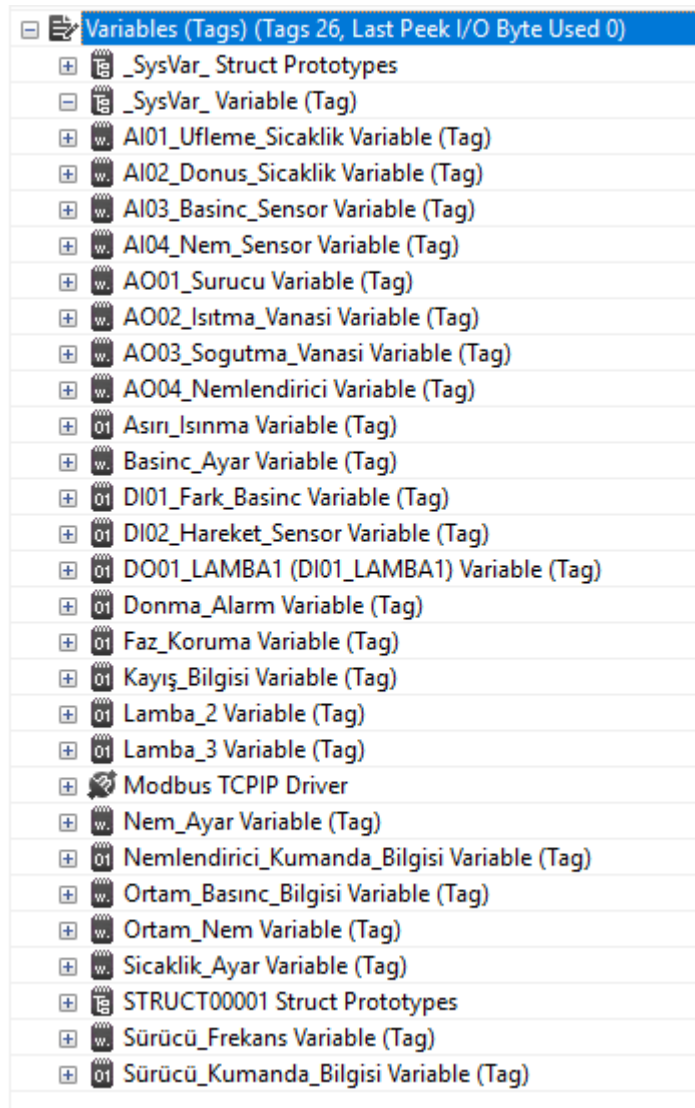 Variables (Tags) (Tags 26, Last Peek I/O Byte Used 0)
_SysVar_ Struct Prototypes
_SysVar_ Variable (Tag)
AI01_Ufleme_Sicaklik Variable (Tag)
AI02_Donus_Sicaklik Variable (Tag)
AI03_Basinc_Sensor Variable (Tag)
AI04_Nem_Sensor Variable (Tag)
AO01_Surucu Variable (Tag)
AO02_Isıtma_Vanasi Variable (Tag)
AO03_Sogutma_Vanasi Variable (Tag)
AO04_Nemlendirici Variable (Tag)
Asırı_Isınma Variable (Tag)
Basinc_Ayar Variable (Tag)
DI01_Fark_Basinc Variable (Tag)
DI02_Hareket_Sensor Variable (Tag)
DO01_LAMBA1 (DI01_LAMBA1) Variable (Tag)
Donma_Alarm Variable (Tag)
Faz_Koruma Variable (Tag)
Kayış_Bilgisi Variable (Tag)
Lamba_2 Variable (Tag)
Lamba_3 Variable (Tag)
Modbus TCPIP Driver
Nem_Ayar Variable (Tag)
Nemlendirici_Kumanda_Bilgisi Variable (Tag)
Ortam_Basınc_Bilgisi Variable (Tag)
Ortam_Nem Variable (Tag)
Sicaklik_Ayar Variable (Tag)
STRUCT00001 Struct Prototypes
Sürücü_Frekans Variable (Tag)
Sürücü_Kumanda_Bilgisi Variable (Tag)